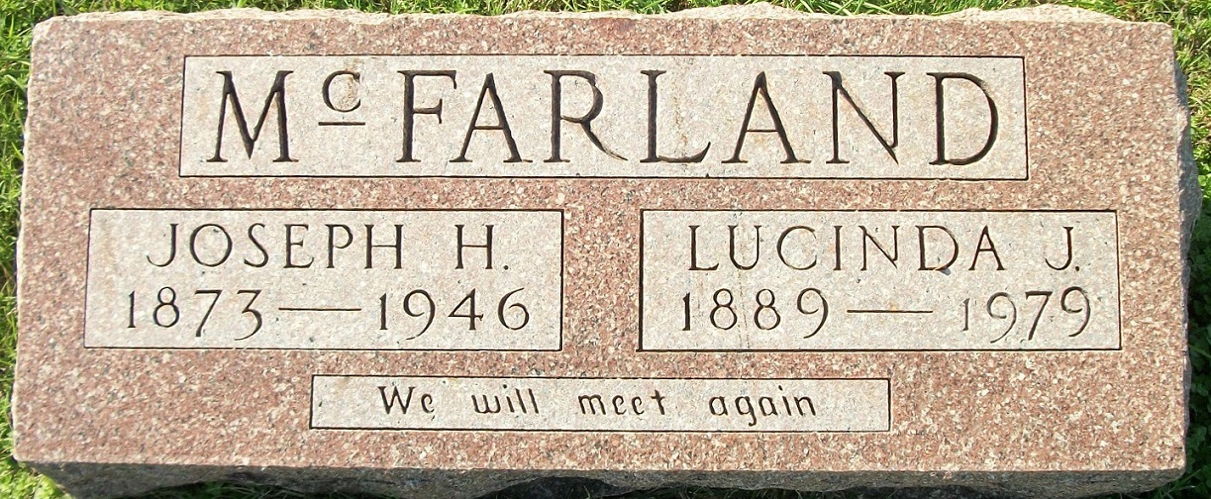 McFARLAND
JOSEPH H.
1873—1946
LUCINDA J.
1889—1979
We will meet again